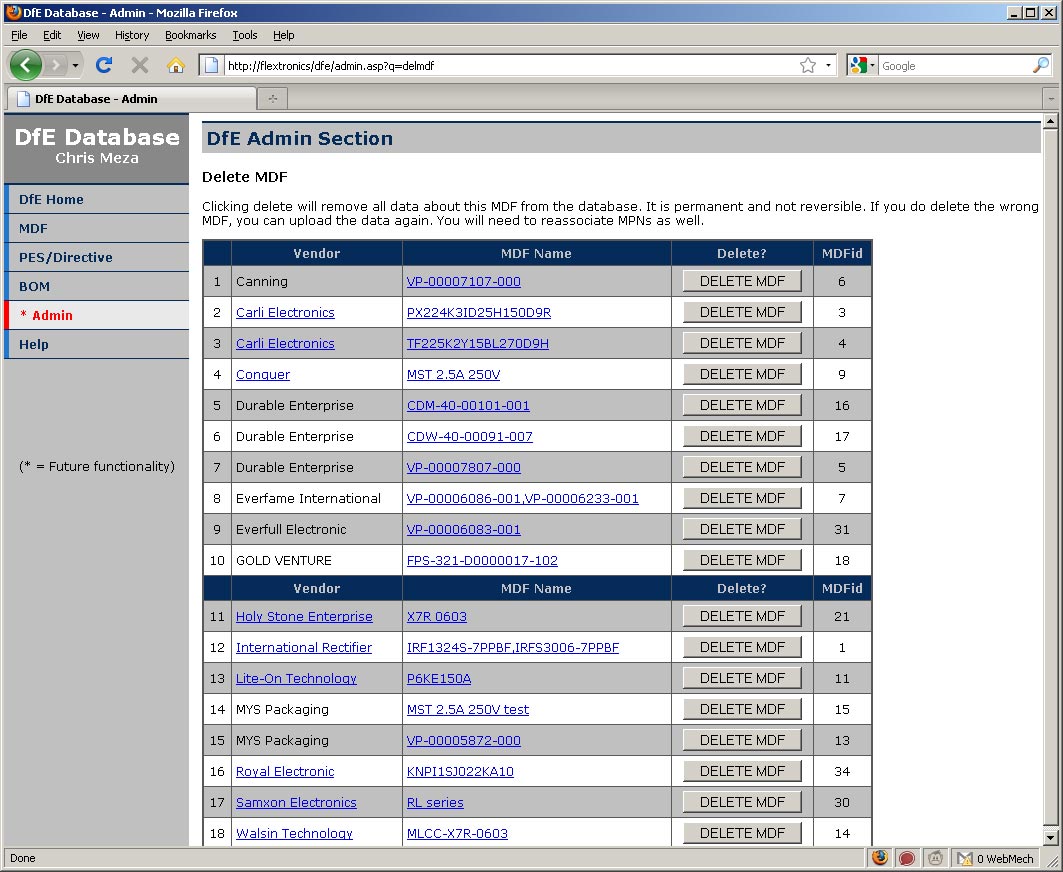 DfE Database - Admin - Mozilla Firefox
File Edit View History Bookmarks Tools Help
http://flextronics/dfe/admin.asp?q=delmdf
Google
DfE Database - Admin
DfE Database
Chris Meza
DfE Home
MDF
PES/Directive
BOM
* Admin
Help
(* = Future functionality)
DfE Admin Section
Delete MDF
Clicking delete will remove all data about this MDF from the database. It is permanent and not reversible. If you do delete the wrong
MDF, you can upload the data again. You will need to reassociate MPNs as well.
Vendor MDF Name Delete? MDFid
1 Canning VP-00007107-000 DELETE MDF 6
2 Carli Electronics PX224K3ID25H150D9R DELETE MDF 3
3 Carli Electronics TF225K2Y15BL270D9H DELETE MDF 4
4 Conquer MST 2.5A 250V DELETE MDF 9
5 Durable Enterprise CDM-40-00101-001 DELETE MDF 16
6 Durable Enterprise CDW-40-00091-007 DELETE MDF 17
7 Durable Enterprise VP-00007807-000 DELETE MDF 5
8 Everfame International VP-00006086-001,VP-00006233-001 DELETE MDF 7
9 Everfull Electronic VP-00006083-001 DELETE MDF 31
10 GOLD VENTURE FPS-321-D0000017-102 DELETE MDF 18
Vendor MDF Name Delete? MDFid
11 Holy Stone Enterprise X7R 0603 DELETE MDF 21
12 International Rectifier IRF1324S-7PPBF,IRFS3006-7PPBF DELETE MDF 1
13 Lite-On Technology P6KE150A DELETE MDF 11
14 MYS Packaging MST 2.5A 250V test DELETE MDF 15
15 MYS Packaging VP-00005872-000 DELETE MDF 13
16 Royal Electronic KNPI1SJ022KA10 DELETE MDF 34
17 Samxon Electronics RL series DELETE MDF 30
18 Walsin Technology MLCC-X7R-0603 DELETE MDF 14
Done
0 WebMech